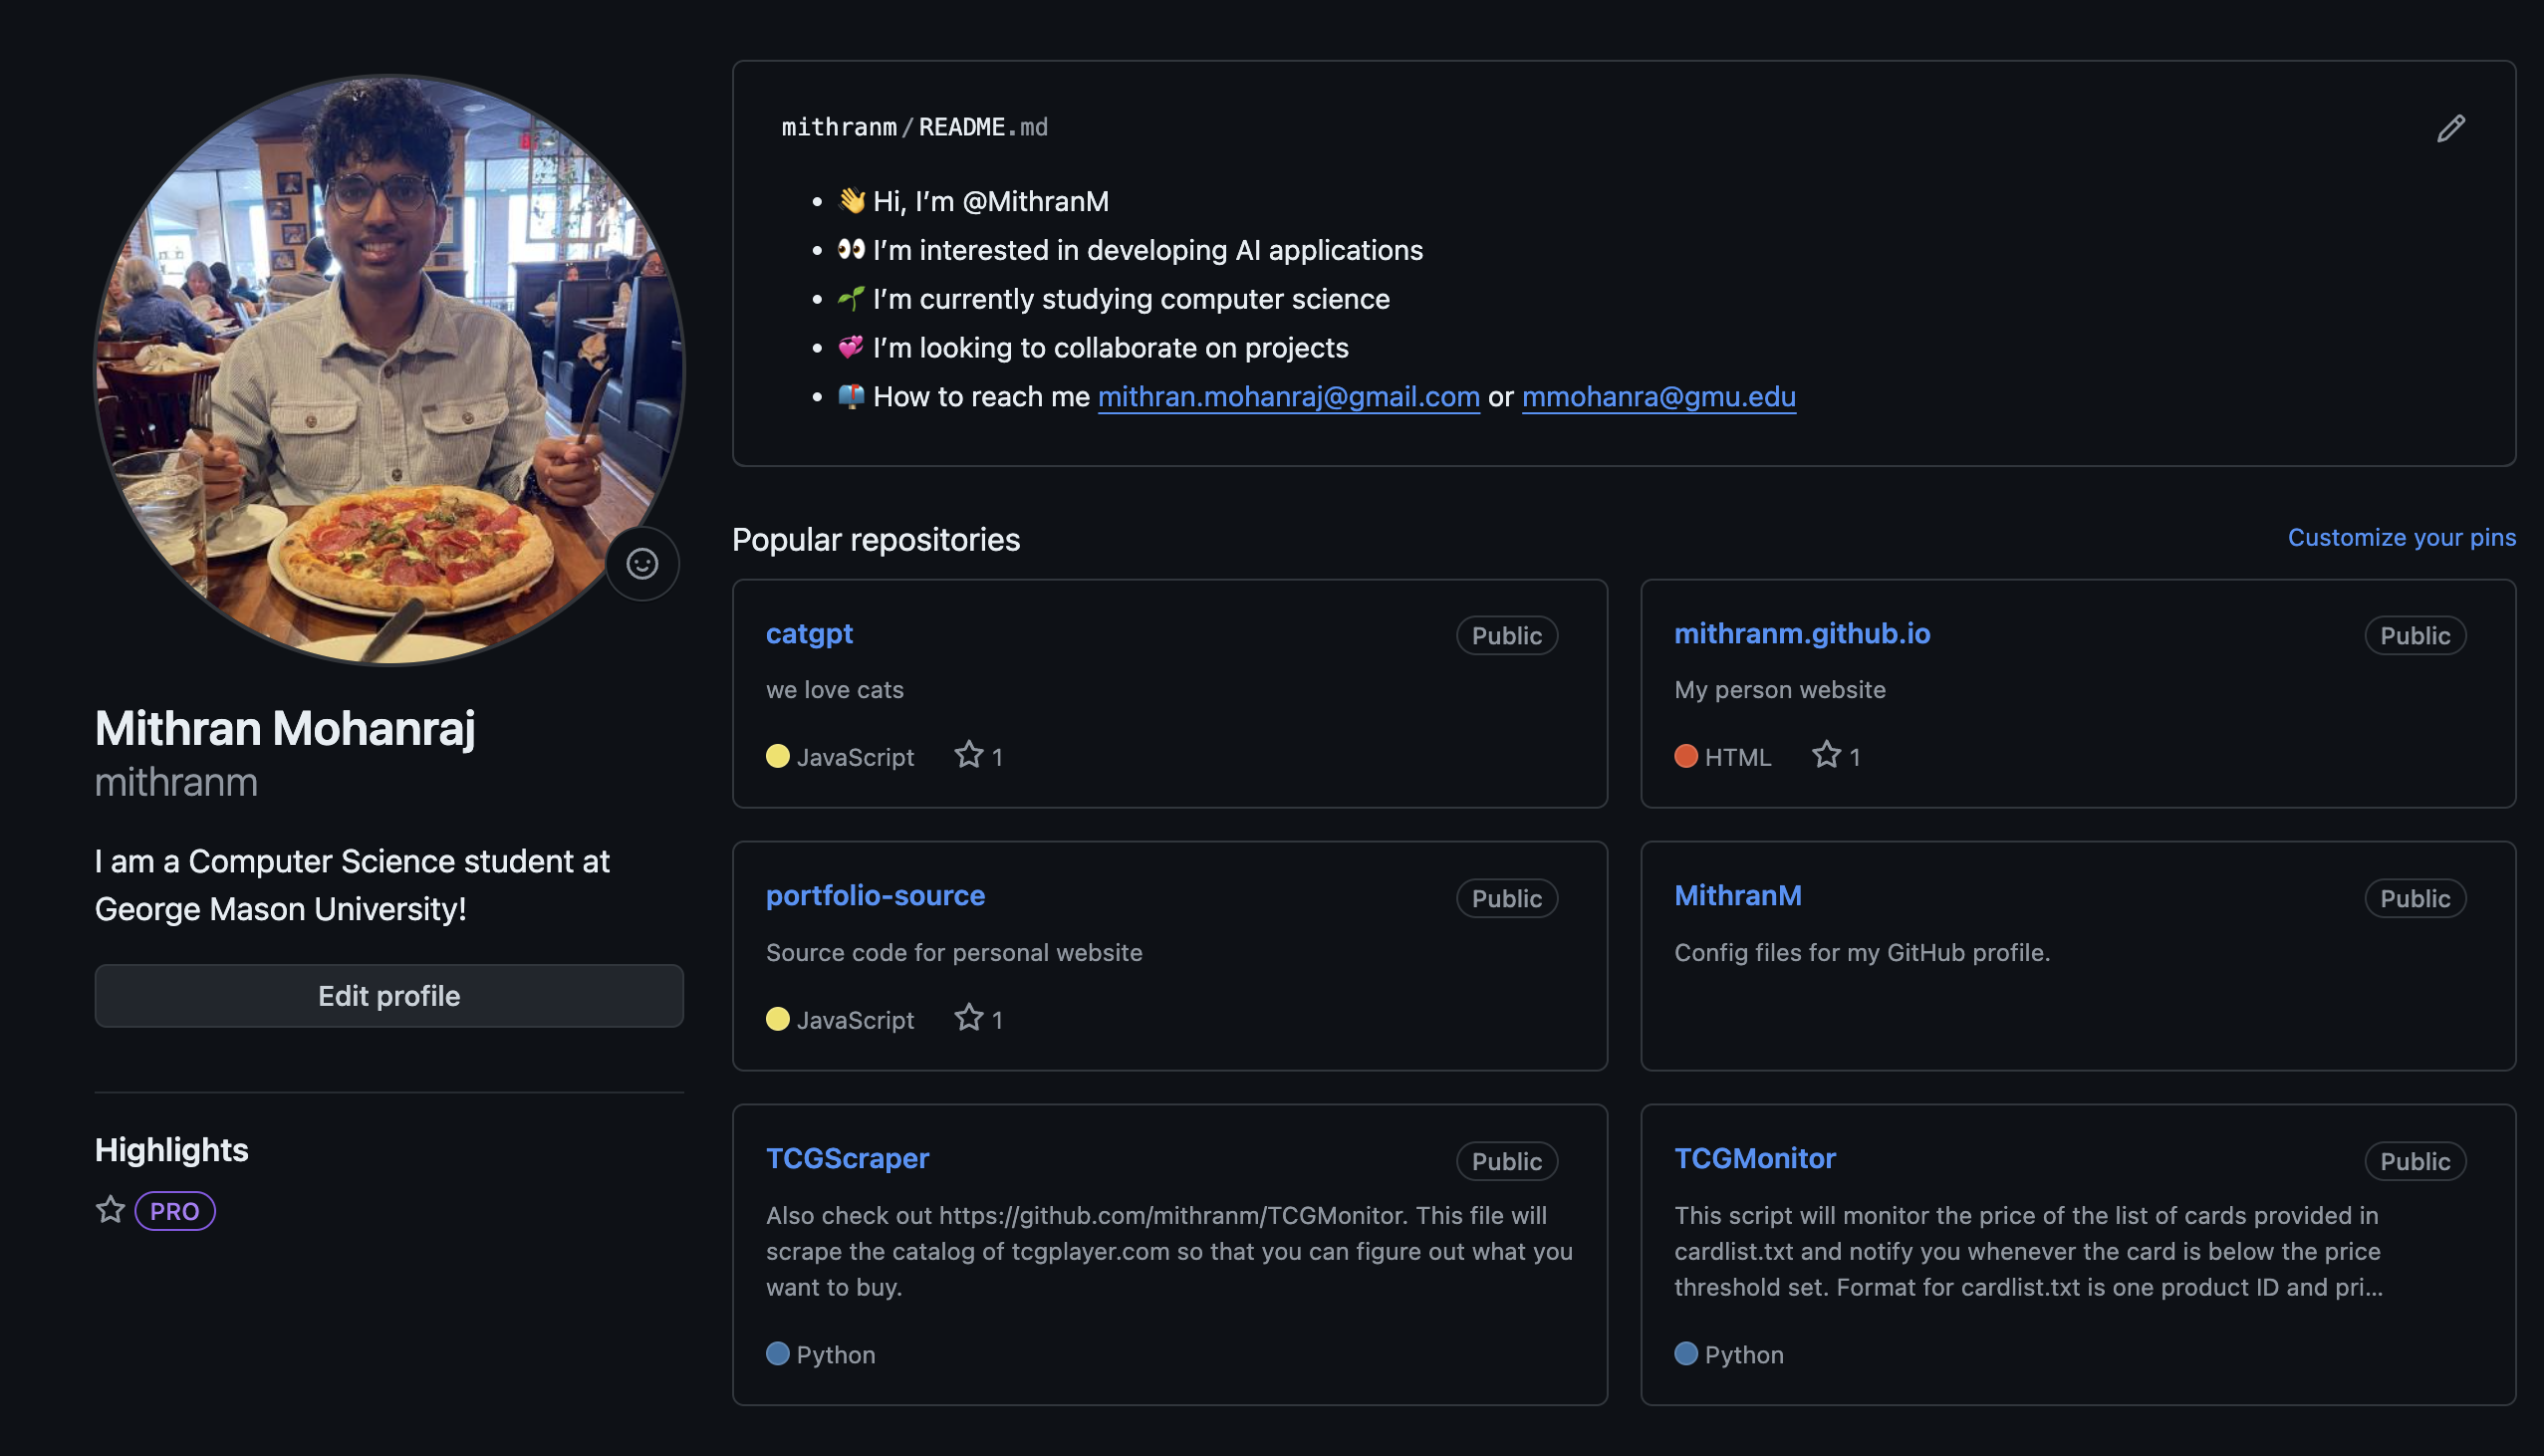 mithranm/README.md
👋 Hi, I’m @MithranM
👀 I’m interested in developing AI applications
🌱 I’m currently studying computer science
💞️ I’m looking to collaborate on projects
📫 How to reach me mithran.mohanraj@gmail.com or mmohanra@gmu.edu
Mithran Mohanraj
mithranm
I am a Computer Science student at
George Mason University!
Edit profile
Highlights
PRO
Popular repositories
Customize your pins
catgpt
Public
we love cats
JavaScript 1
mithranm.github.io
Public
My person website
HTML 1
portfolio-source
Public
Source code for personal website
JavaScript 1
MithranM
Public
Config files for my GitHub profile.
TCGScraper
Public
Also check out https://github.com/mithranm/TCGMonitor. This file will
scrape the catalog of tcgplayer.com so that you can figure out what you
want to buy.
Python
TCGMonitor
Public
This script will monitor the price of the list of cards provided in
cardlist.txt and notify you whenever the card is below the price
threshold set. Format for cardlist.txt is one product ID and pri...
Python